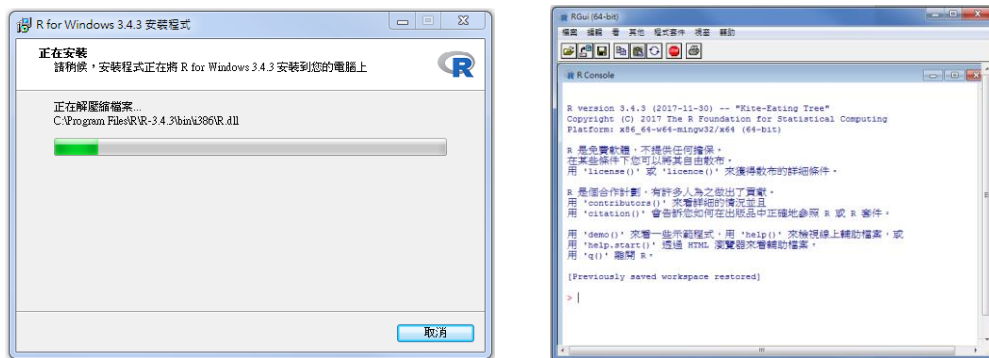 R for Windows 3.4.3 安裝程式
正在安裝
請稍候，安裝程式正在將 R for Windows 3.4.3 安裝到您的電腦上
R
正在解壓縮檔案...
C:\Program Files\R\R-3.4.3\bin\i386\R.dll
取消
RGui (64-bit)
檔案 編輯 看 其他 程式套件 視窗 輔助
R Console
R version 3.4.3 (2017-11-30) -- "Kite-Eating Tree"
Copyright (C) 2017 The R Foundation for Statistical Computing
Platform: x86_64-w64-mingw32/x64 (64-bit)
R 是免費軟體，不提供任何擔保。
在某些條件下您可以將其自由散布。
用 'license()' 或 'licence()' 來獲得散布的詳細條件。
R 是個合作計劃，有許多人為之做出了貢獻。
用 'contributors()' 來看詳細的情況並且
用 'citation()' 會告訴您如何在出版品中正確地參照 R 或 R 套件。
用 'demo()' 來看一些示範程式，用 'help()' 來檢視線上輔助檔案，或
用 'help.start()' 透過 HTML 瀏覽器來看輔助檔案。
用 'q()' 離開 R。
[Previously saved workspace restored]
>